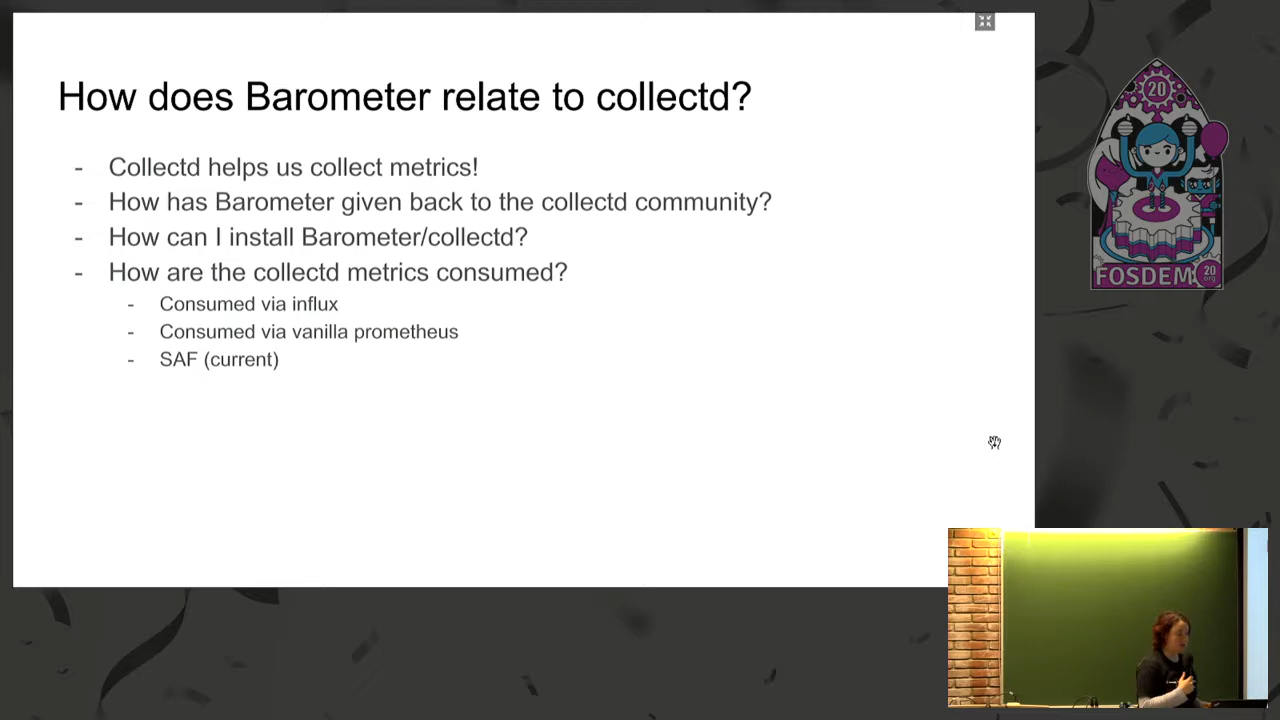 How does Barometer relate to collectd?
- Collectd helps us collect metrics!
- How has Barometer given back to the collectd community?
- How can I install Barometer/collectd?
- How are the collectd metrics consumed?
- Consumed via influx
- Consumed via vanilla prometheus
- SAF (current)
20
FOSDEM 20
.org